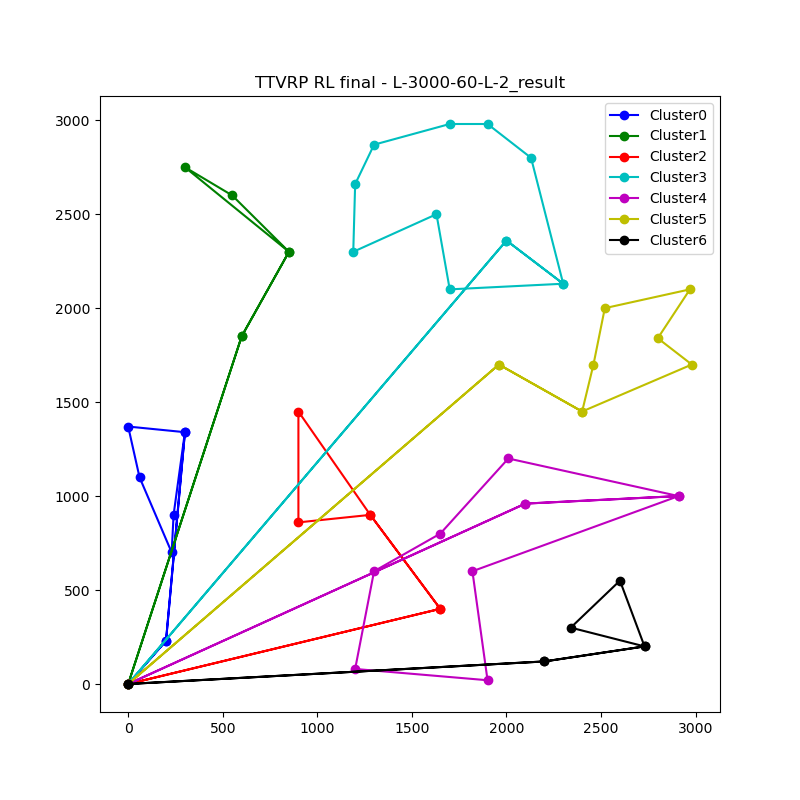 TTVRP RL final - L-3000-60-L-2_result
Cluster0
Cluster1
Cluster2
Cluster3
Cluster4
Cluster5
Cluster6
3000
2500
2000
1500
1000
500
0
0 500 1000 1500 2000 2500 3000